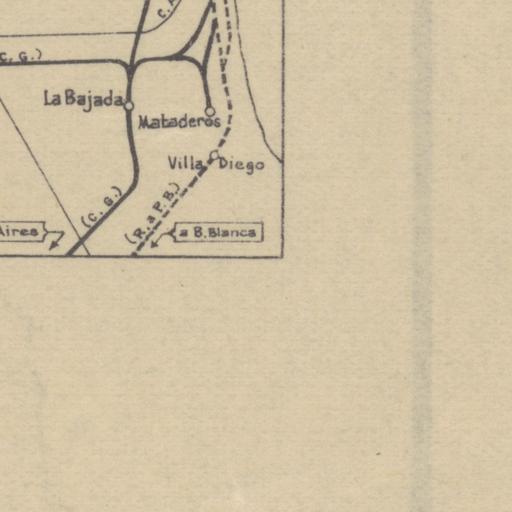 C. A
C. G.)
La Bajada
Mataderos
Villa Diego
(C. G.)
(R. a P. B.)
Aires
a B. Blanca